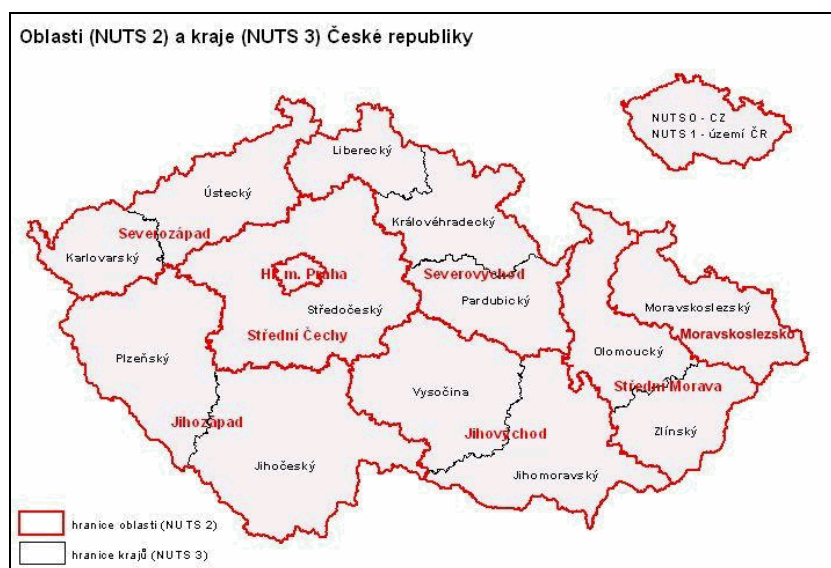 Oblasti (NUTS 2) a kraje (NUTS 3) České republiky
NUTS 0 - CZ
NUTS 1 - území ČR
Liberecký
Ústecký
Královéhradecký
Severozápad
Karlovarský
Hl. m. Praha
Severovýchod
Středočeský
Pardubický
Moravskoslezský
Střední Čechy
Moravskoslezsko
Plzeňský
Olomoucký
Vysočina
Střední Morava
Jihozápad
Jihovýchod
Zlínský
Jihočeský
Jihomoravský
hranice oblastí (NUTS 2)
hranice krajů (NUTS 3)